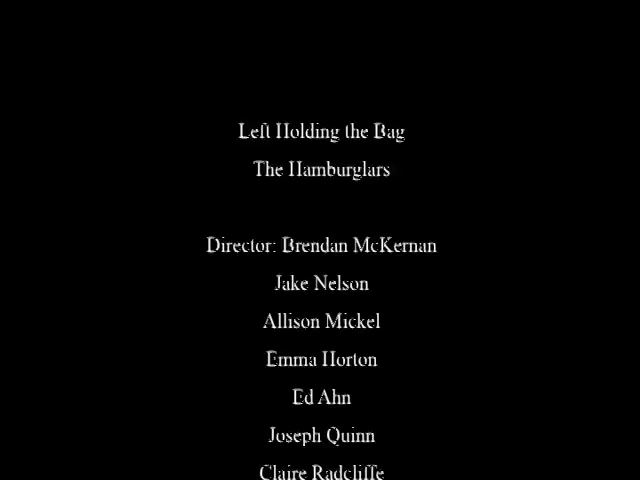 Left Holding the Bag
The Hamburglars
Director: Brendan McKernan
Jake Nelson
Allison Mickel
Emma Horton
Ed Ahn
Joseph Quinn
Claire Radcliffe